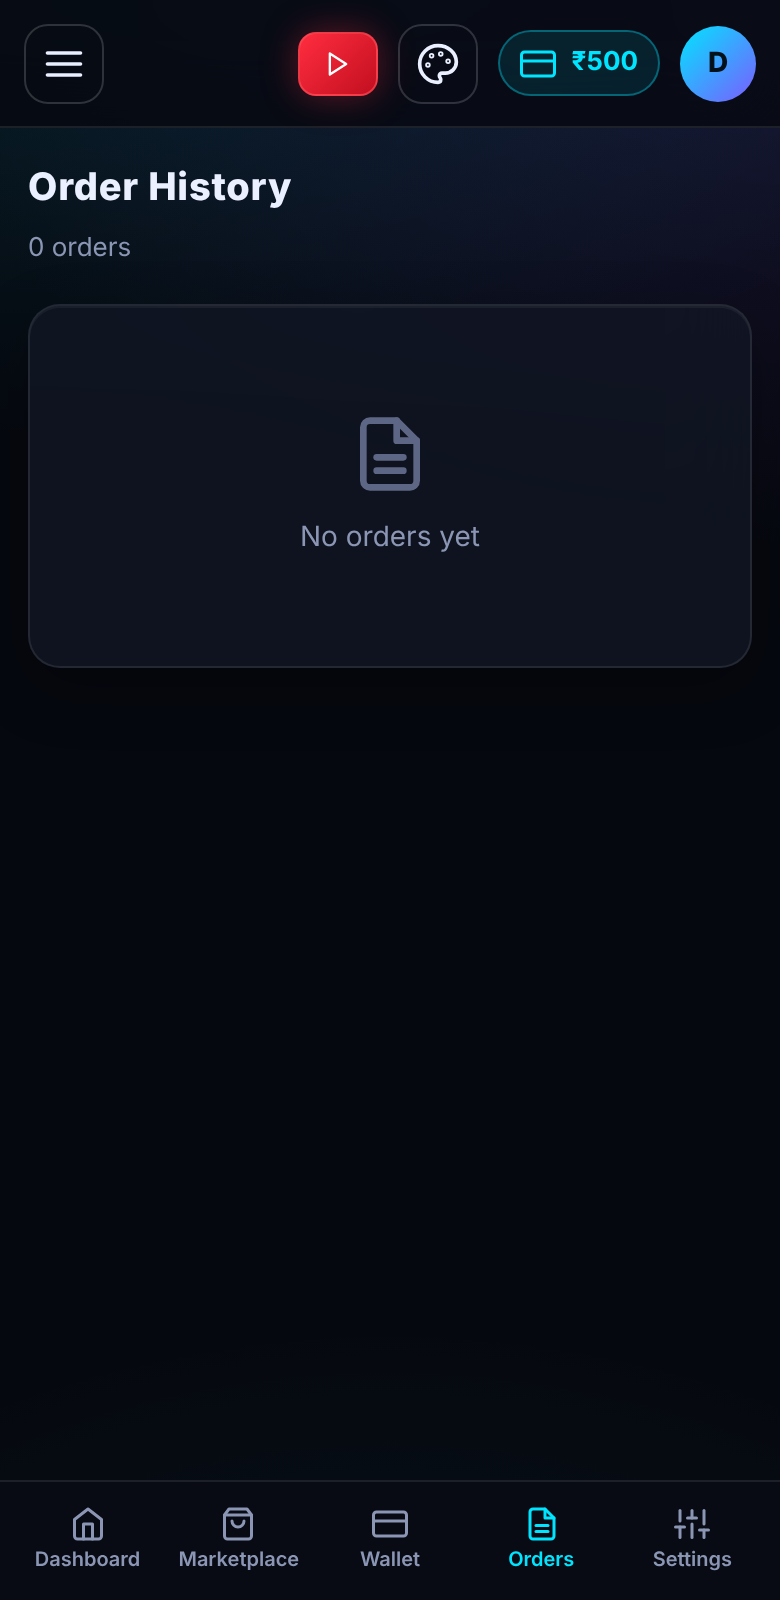 ₹500
D
Order History
0 orders
No orders yet
Dashboard
Marketplace
Wallet
Orders
Settings